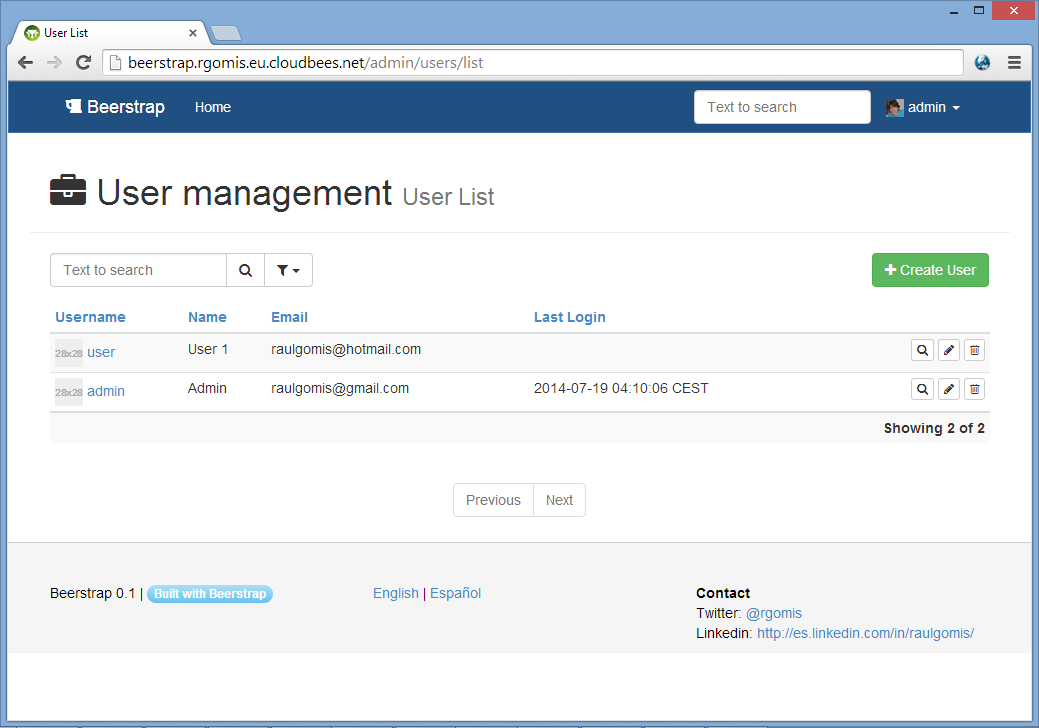 User List
beerstrap.rgomis.eu.cloudbees.net/admin/users/list
Beerstrap Home Text to search admin
User management User List
Text to search Create User
Username Name Email Last Login
28x28 user User 1 raulgomis@hotmail.com
28x28 admin Admin raulgomis@gmail.com 2014-07-19 04:10:06 CEST
Showing 2 of 2
Previous Next
Beerstrap 0.1 | Built with Beerstrap English | Español Contact
Twitter: @rgomis
Linkedin: http://es.linkedin.com/in/raulgomis/